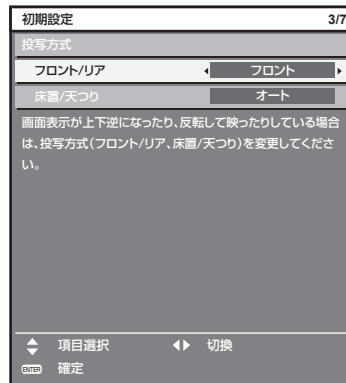 初期設定 3/7
投写方式
フロント/リア フロント
床置/天つり オート
画面表示が上下逆になったり、反転して映ったりしている場合
は、投写方式(フロント/リア、床置/天つり)を変更してくださ
い。
項目選択 切換
ENTER 確定